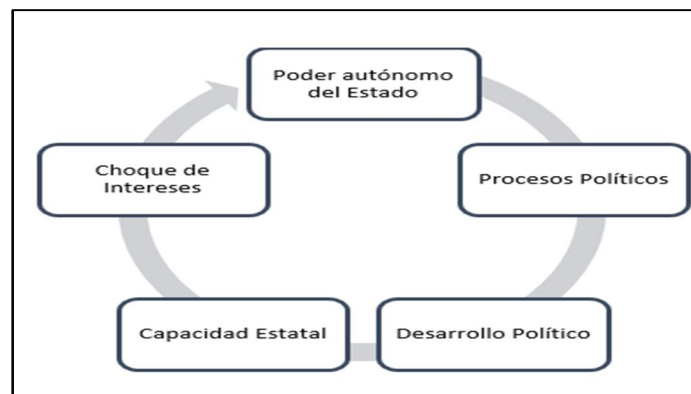 Poder autónomo
del Estado
Procesos Políticos
Desarrollo Político
Capacidad Estatal
Choque de
Intereses